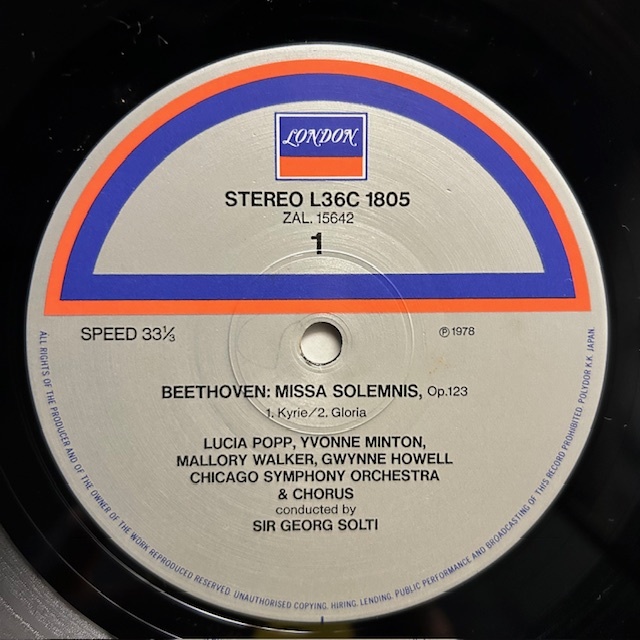 LONDON
STEREO L36C 1805
ZAL. 15642
1
SPEED 33⅓
℗1978
BEETHOVEN: MISSA SOLEMNIS, Op.123
1. Kyrie/2. Gloria
LUCIA POPP, YVONNE MINTON,
MALLORY WALKER, GWYNNE HOWELL
CHICAGO SYMPHONY ORCHESTRA
& CHORUS
conducted by
SIR GEORG SOLTI
ALL RIGHTS OF THE PRODUCER AND OF THE OWNER OF THE WORK REPRODUCED RESERVED. UNAUTHORISED COPYING. HIRING. LENDING. PUBLIC PERFORMANCE AND BROADCASTING OF THIS RECORD PROHIBITED. POLYDOR K.K. JAPAN.